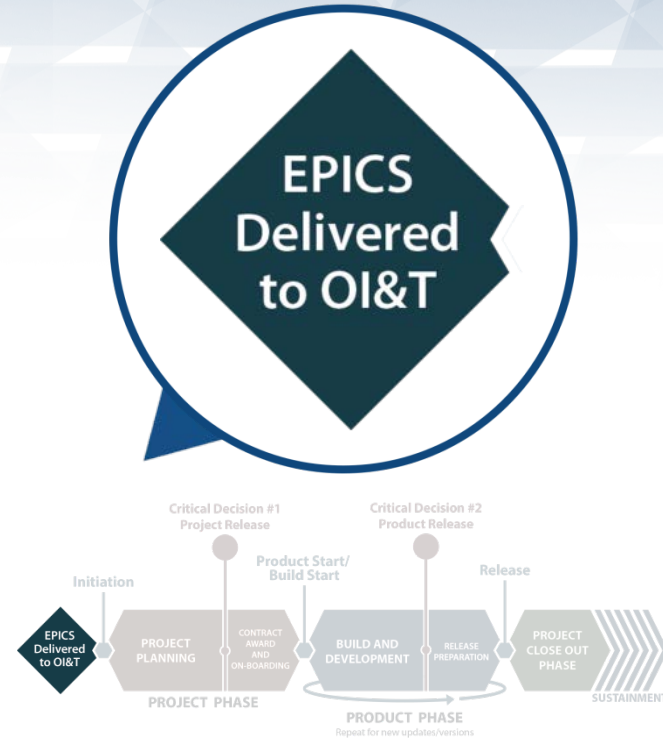 EPICS
Delivered
to OI&T
Critical Decision #1
Project Release
Critical Decision #2
Product Release
Initiation
Product Start/
Build Start
Release
EPICS
Delivered
to OI&T
PROJECT
PLANNING
CONTRACT
AWARD
AND
ON-BOARDING
BUILD AND
DEVELOPMENT
RELEASE
PREPARATION
PROJECT
CLOSE OUT
PHASE
SUSTAINMENT
PROJECT PHASE
PRODUCT PHASE
Repeat for new updates/versions